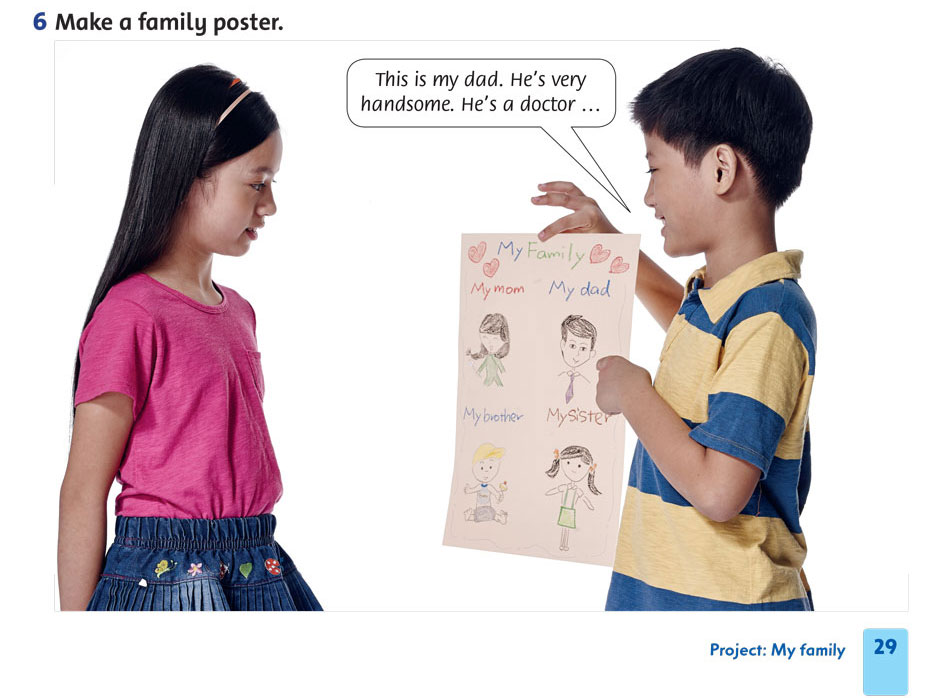 6 Make a family poster.
This is my dad. He's very
handsome. He's a doctor ...
My Family
My mom My dad
My brother My Sister
Project: My family 29